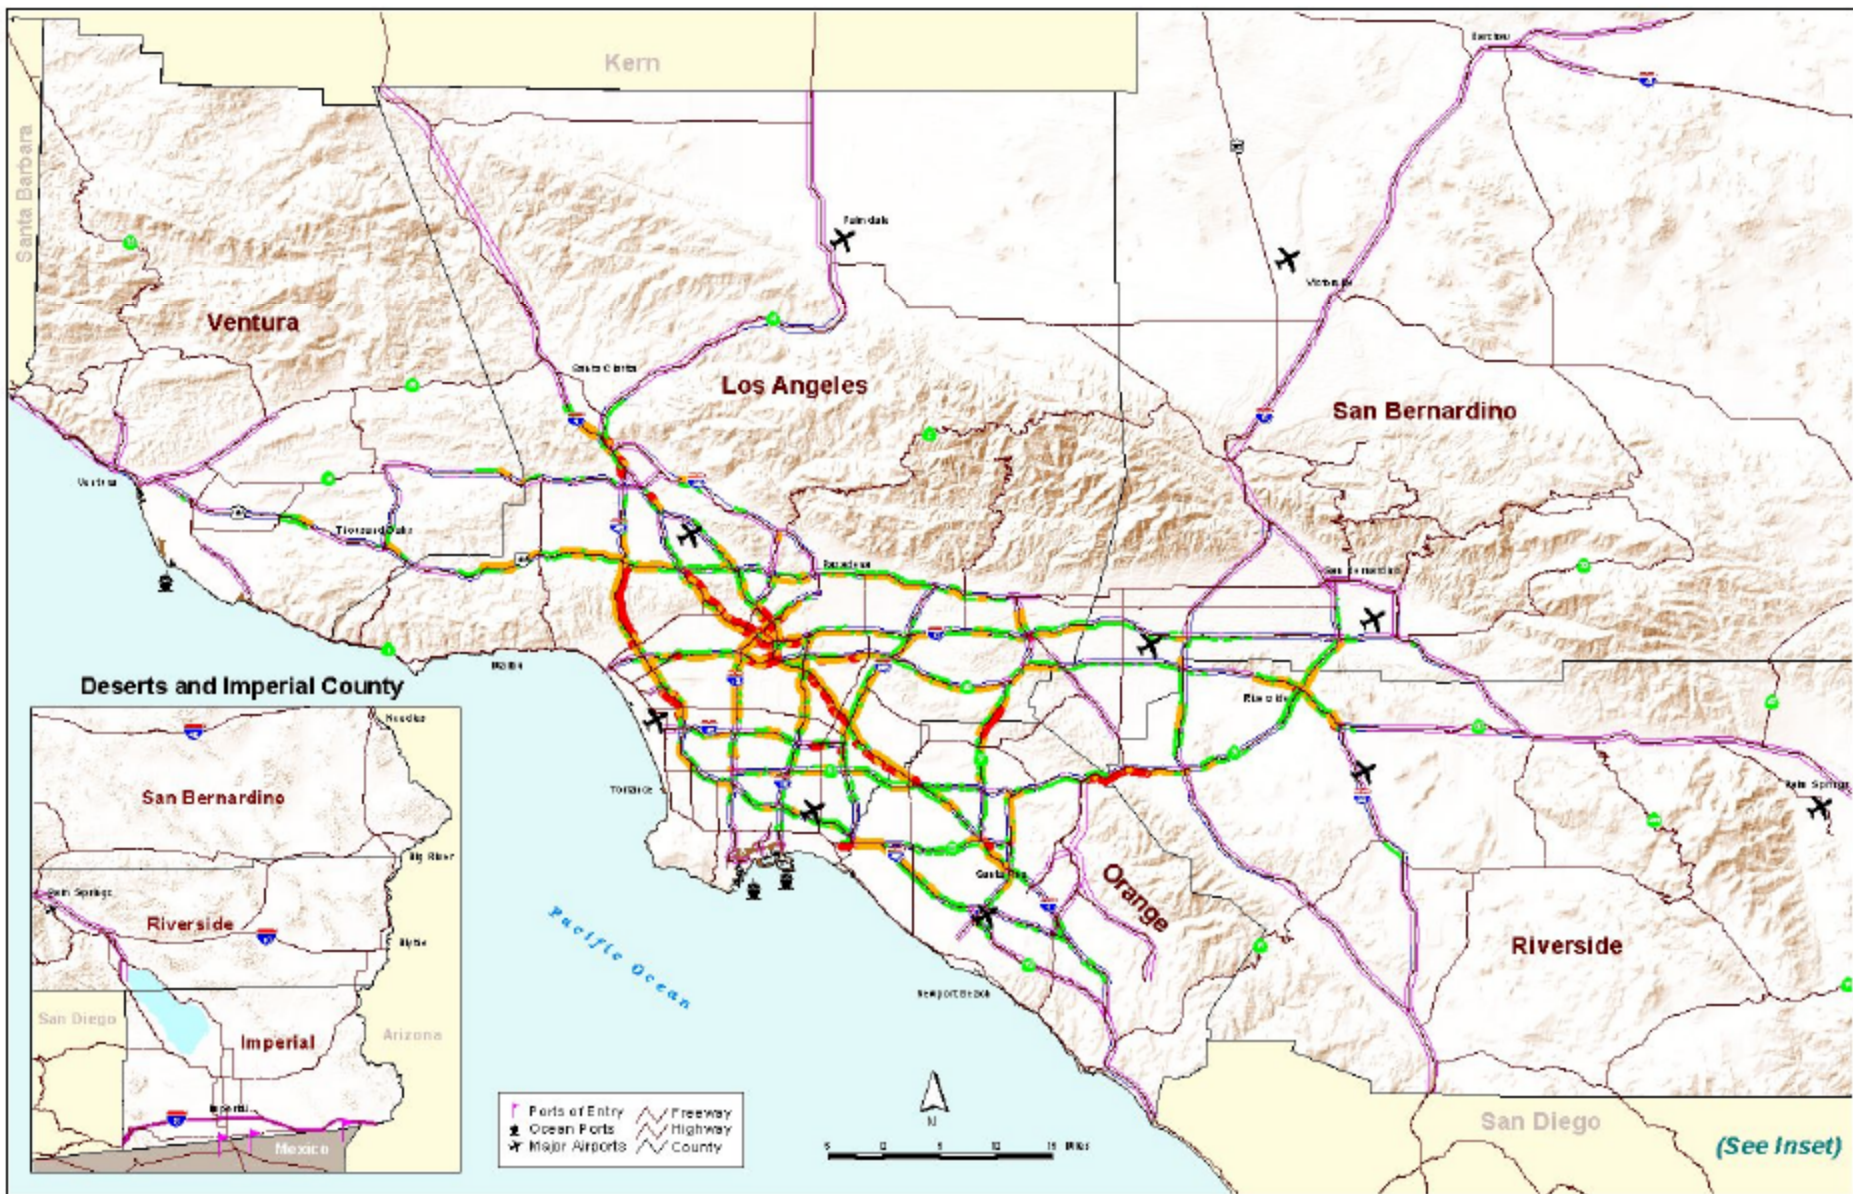 Kern
Santa Barbara
Barstow
Palmdale
Victorville
Ventura
Santa Clarita
Los Angeles
San Bernardino
Ventura
Thousand Oaks
Pasadena
San Bernardino
Malibu
Riverside
Torrance
Palm Springs
Santa Ana
Orange
Riverside
Newport Beach
Pacific Ocean
San Diego
(See Inset)
Deserts and Imperial County
Needles
San Bernardino
Big River
Palm Springs
Riverside
Blythe
San Diego
Imperial
Arizona
Imperial
Mexico
Ports of Entry
Ocean Ports
Major Airports
Freeway
Highway
County
N
Miles